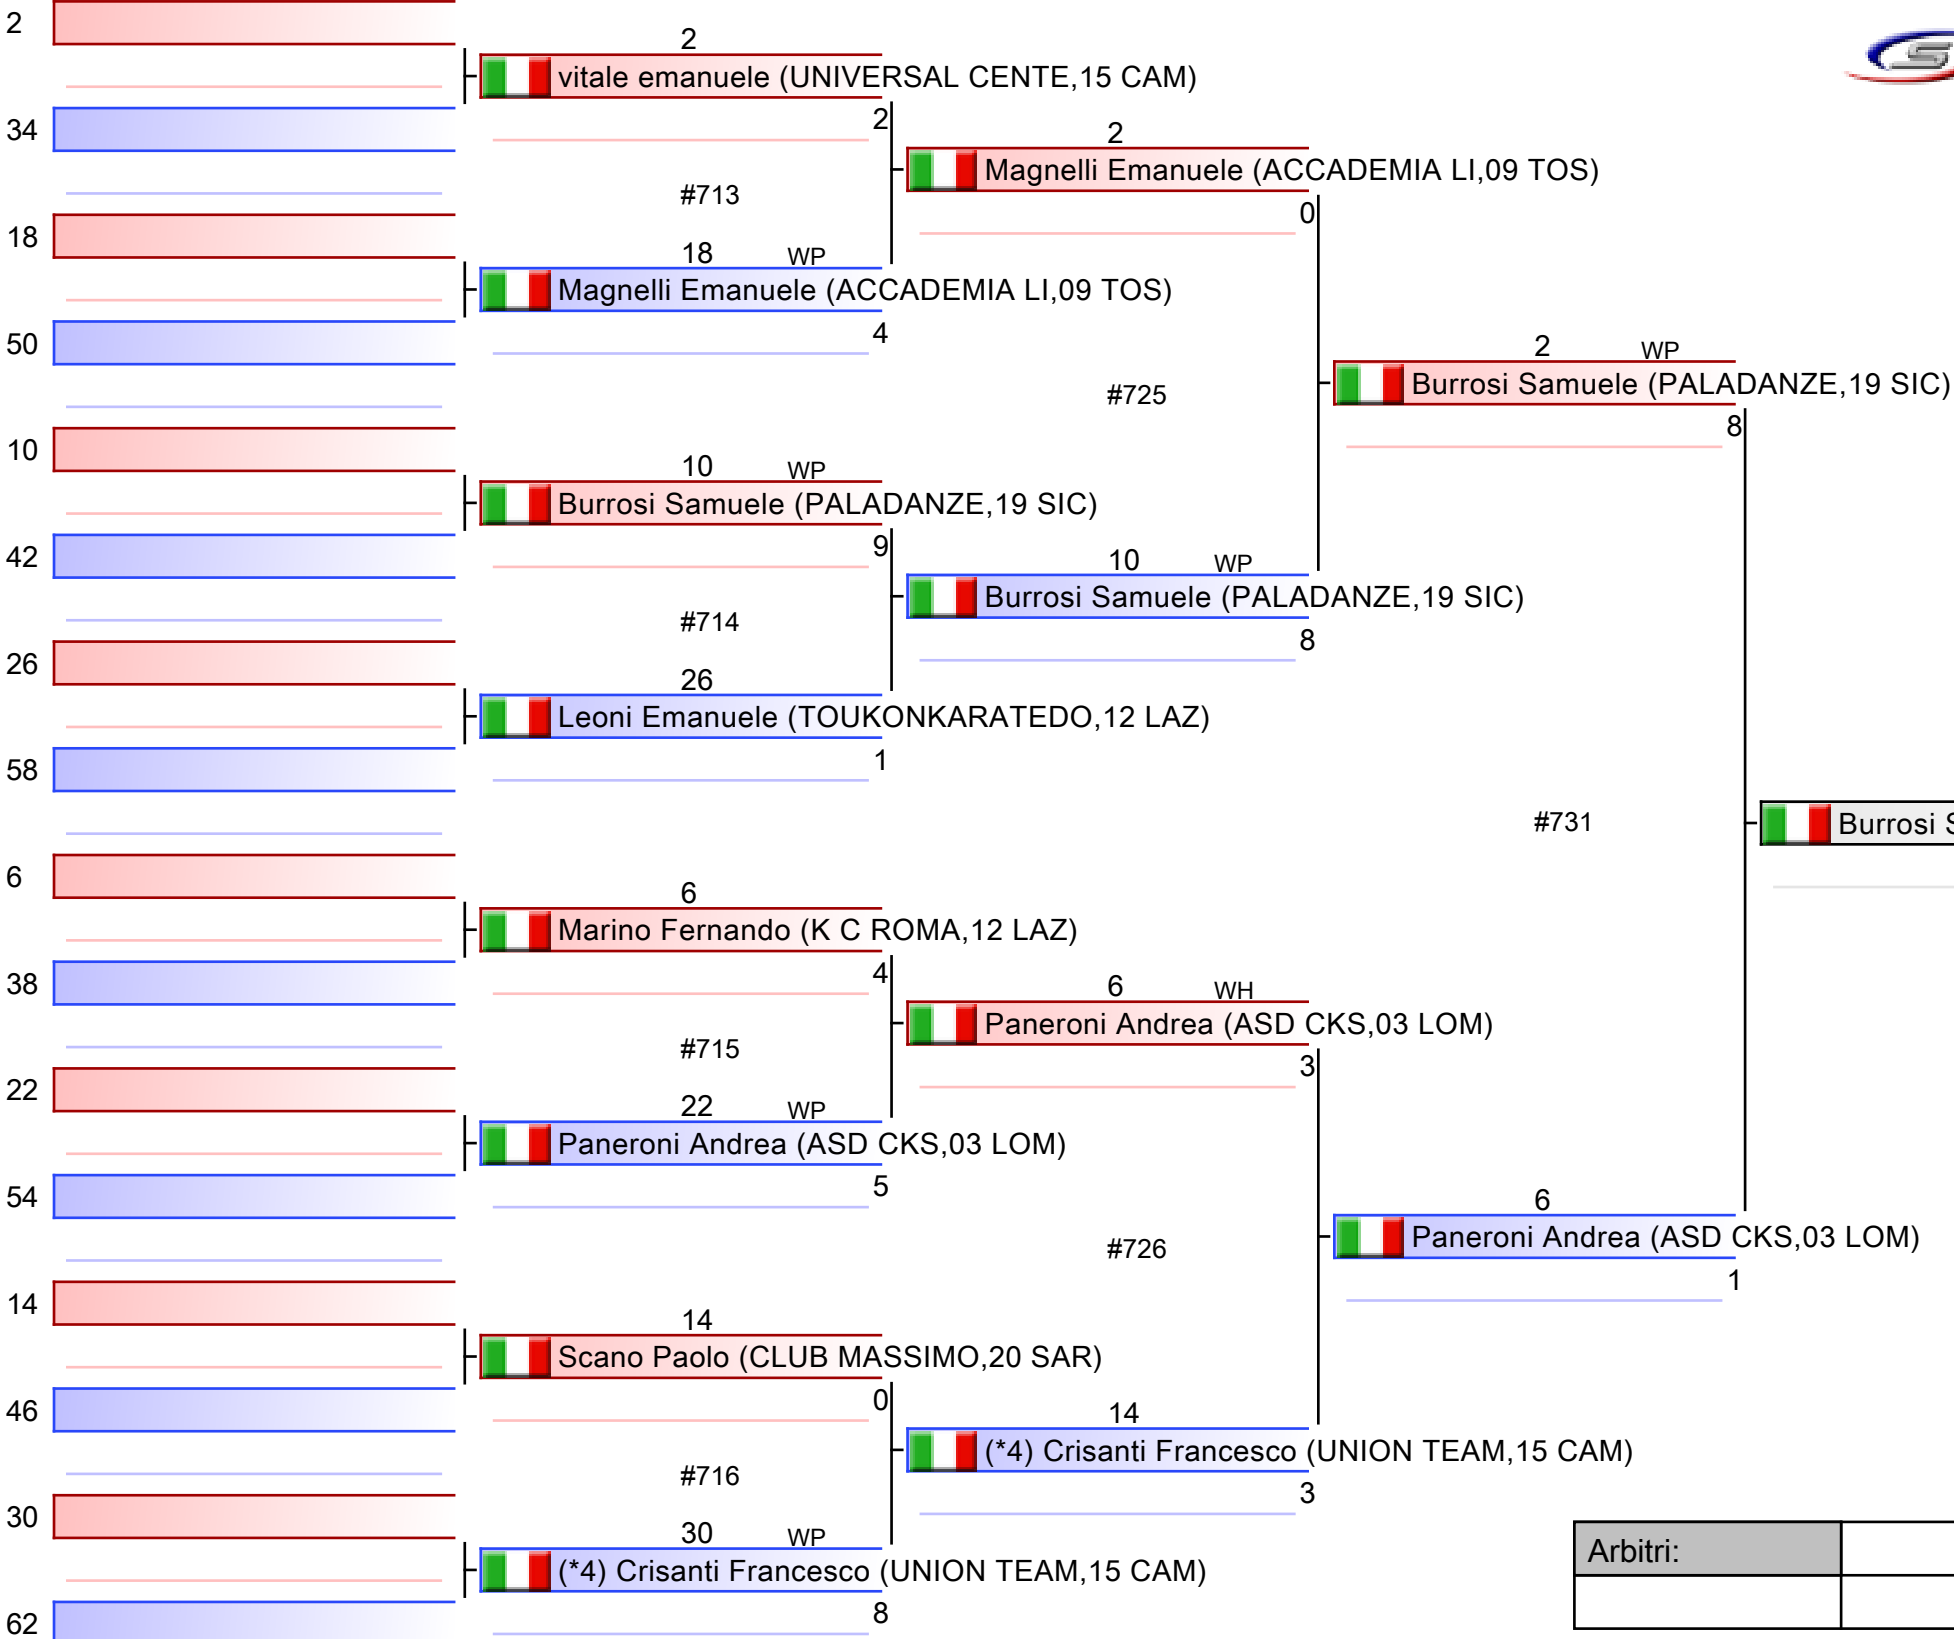 2
2
vitale emanuele (UNIVERSAL CENTE,15 CAM)
34
2
2
Magnelli Emanuele (ACCADEMIA LI,09 TOS)
#713
0
18
18 WP
Magnelli Emanuele (ACCADEMIA LI,09 TOS)
50
4
2 WP
Burrosi Samuele (PALADANZE,19 SIC)
#725
8
10
10 WP
Burrosi Samuele (PALADANZE,19 SIC)
42
9
10 WP
Burrosi Samuele (PALADANZE,19 SIC)
#714
8
26
26
Leoni Emanuele (TOUKONKARATEDO,12 LAZ)
58
1
#731
Burrosi S
6
6
Marino Fernando (K C ROMA,12 LAZ)
38
4
6 WH
Paneroni Andrea (ASD CKS,03 LOM)
#715
3
22
22 WP
Paneroni Andrea (ASD CKS,03 LOM)
54
5
6
Paneroni Andrea (ASD CKS,03 LOM)
#726
1
14
14
Scano Paolo (CLUB MASSIMO,20 SAR)
46
0
14
(*4) Crisanti Francesco (UNION TEAM,15 CAM)
#716
3
30
30 WP
(*4) Crisanti Francesco (UNION TEAM,15 CAM)
62
8
Arbitri: